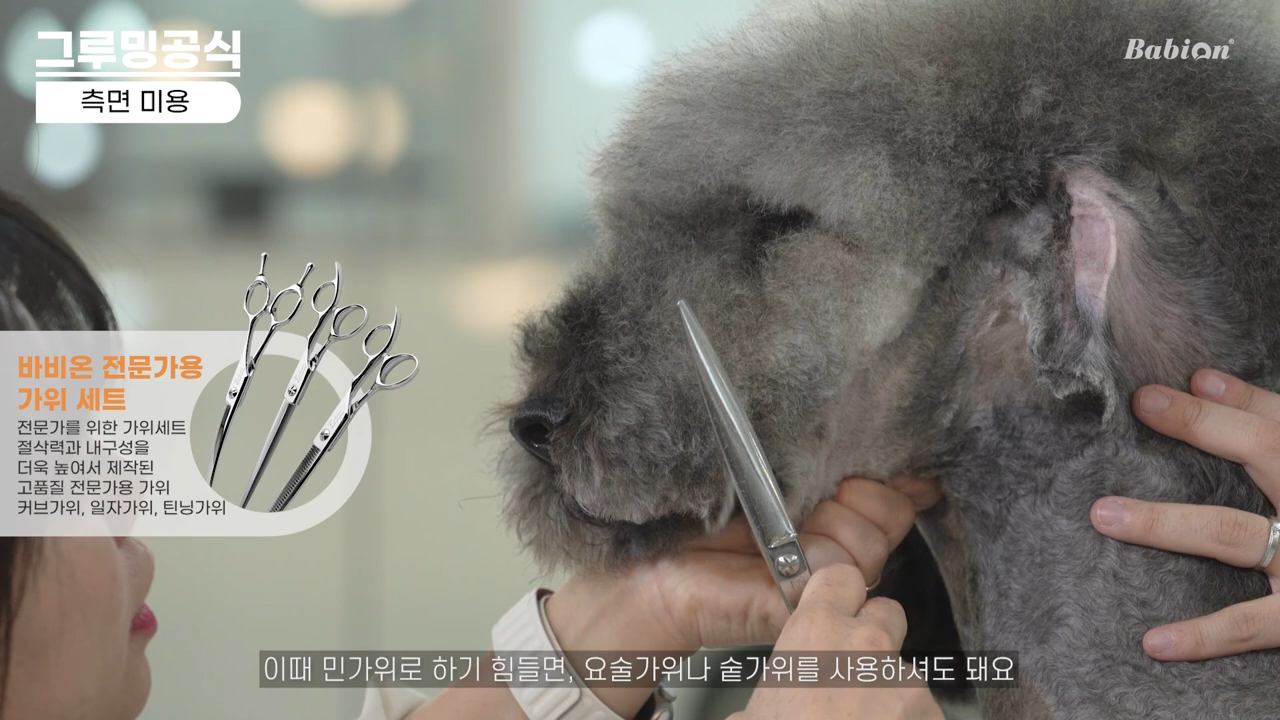 그루밍공식
측면 미용
Babion®
바비온 전문가용
가위 세트
전문가를 위한 가위세트
절삭력과 내구성을
더욱 높여서 제작된
고품질 전문가용 가위
커브가위, 일자가위, 틴닝가위
이때 민가위로 하기 힘들면, 요술가위나 숱가위를 사용하셔도 돼요